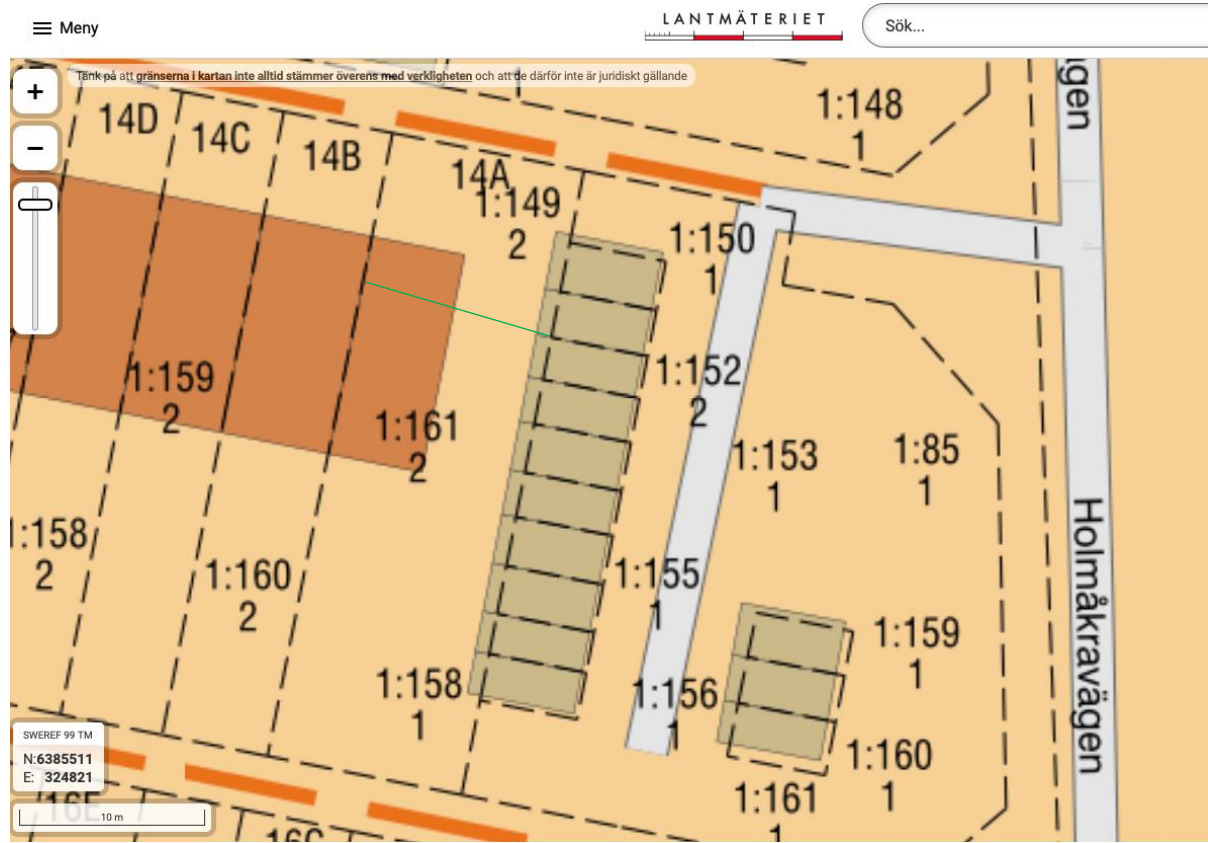 Meny
LANTMÄTERIET
Sök...
Tänk på att gränserna i kartan inte alltid stämmer överens med verkligheten och att de därför inte är juridiskt gällande
+
−
14D
14C
14B
14A
1:149
2
1:148
1
1:150
1
1:152
2
1:153
1
1:85
1
1:159
2
1:161
2
1:158
2
1:160
2
1:155
1
1:159
1
1:158
1
1:156
1
1:160
1
1:161
1
ägen
Holmåkravägen
SWEREF 99 TM
N:6385511
E: 324821
10 m
16E
16C